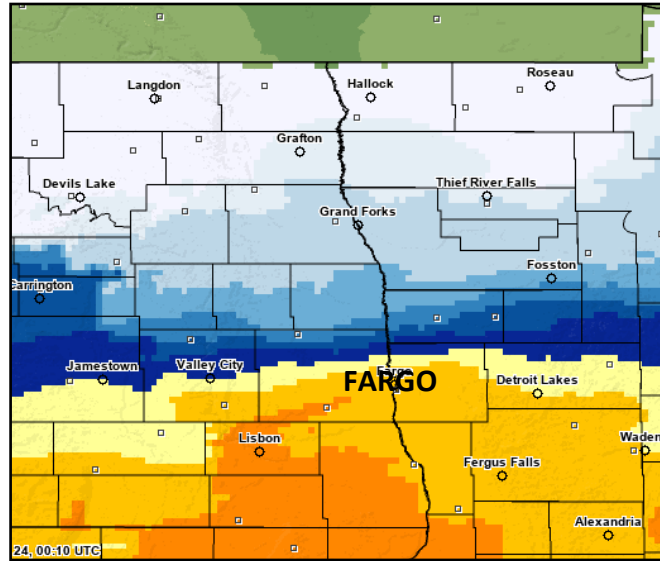 Roseau
Langdon
Hallock
Grafton
Devils Lake
Thief River Falls
Grand Forks
Fosston
Carrington
Jamestown
Valley City
Fargo
FARGO
Detroit Lakes
Lisbon
Waden
Fergus Falls
Alexandria
24, 00:10 UTC